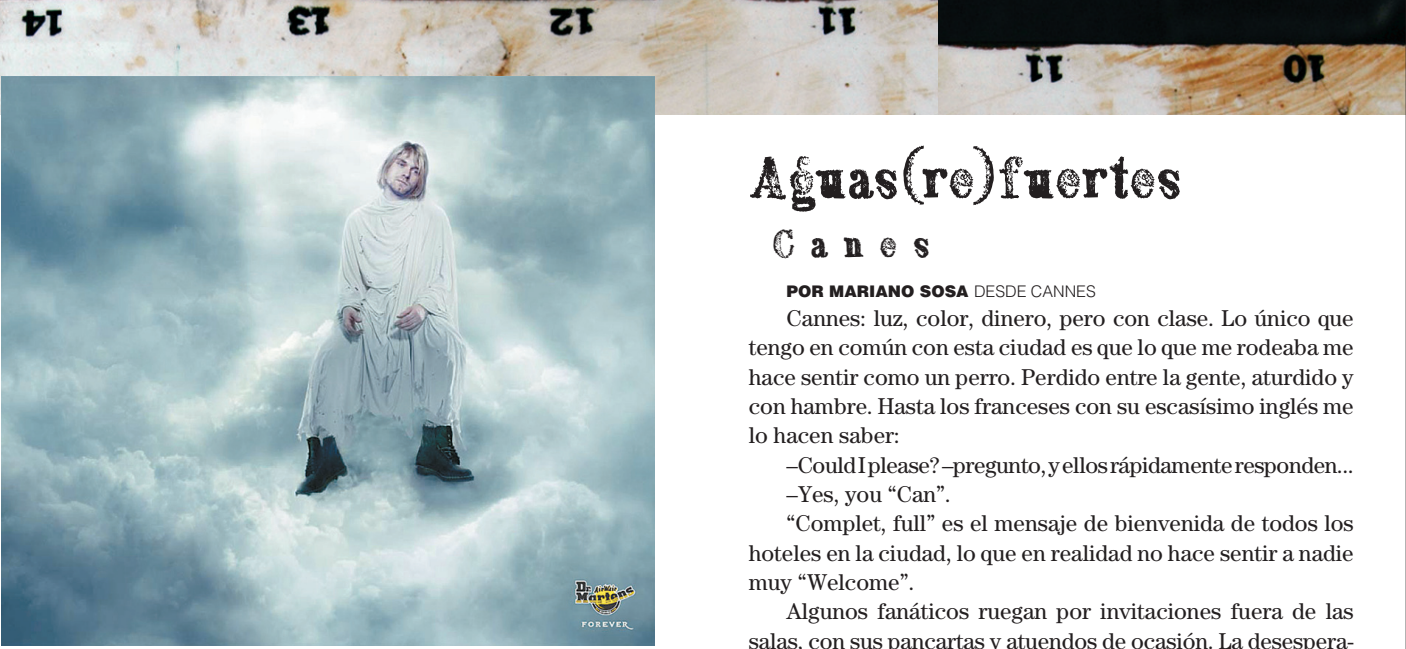 14 13 12 11
11 10
Aguas(re)fuertes
Canes
POR MARIANO SOSA DESDE CANNES
Cannes: luz, color, dinero, pero con clase. Lo único que
tengo en común con esta ciudad es que lo que me rodeaba me
hace sentir como un perro. Perdido entre la gente, aturdido y
con hambre. Hasta los franceses con su escasísimo inglés me
lo hacen saber:
–Could I please? –pregunto, y ellos rápidamente responden...
–Yes, you “Can”.
“Complet, full” es el mensaje de bienvenida de todos los
hoteles en la ciudad, lo que en realidad no hace sentir a nadie
muy “Welcome”.
Algunos fanáticos ruegan por invitaciones fuera de las
salas, con sus pancartas y atuendos de ocasión. La desespera-
Dr.
AirWair
Martens
FOREVER